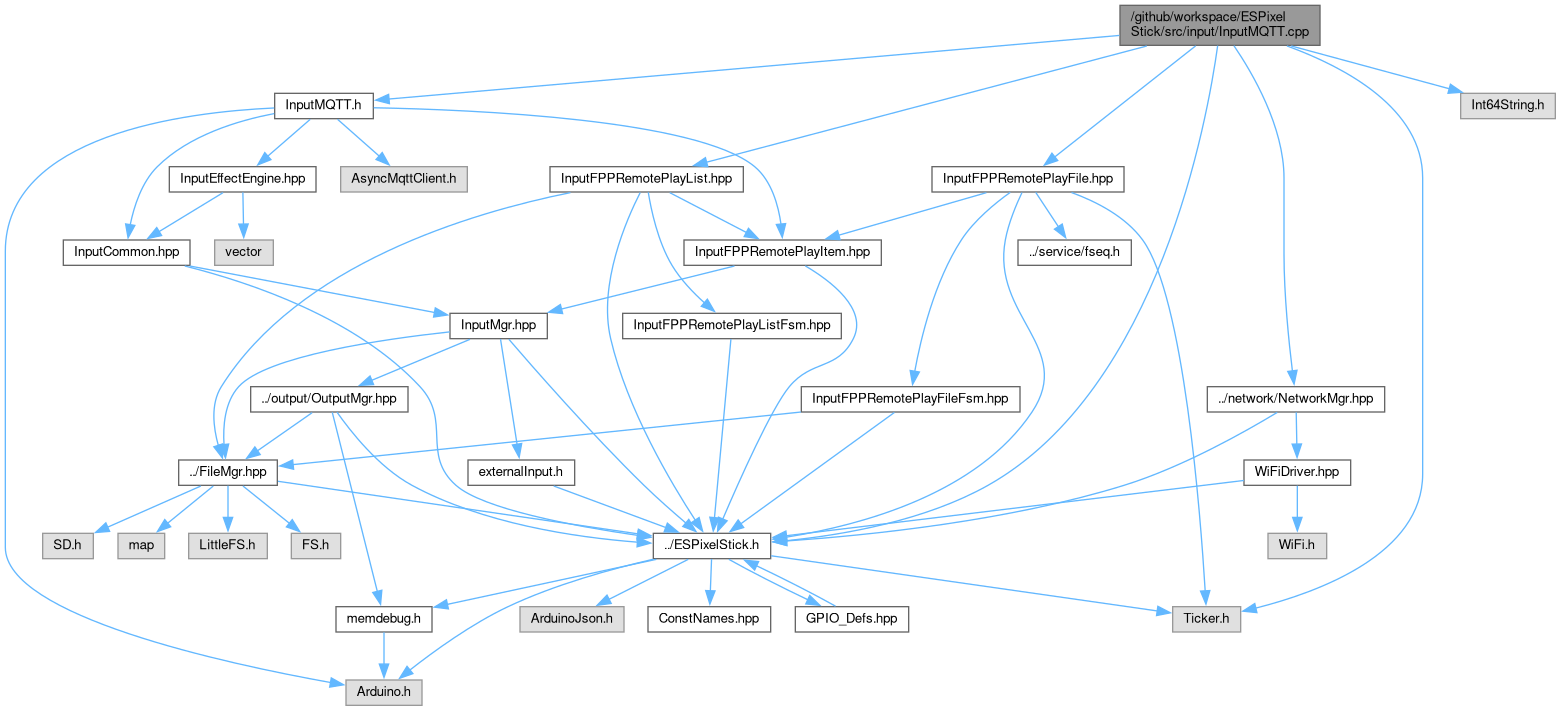 /github/workspace/ESPixel
Stick/src/input/InputMQTT.cpp
InputMQTT.h
Int64String.h
InputEffectEngine.hpp
AsyncMqttClient.h
InputFPPRemotePlayList.hpp
InputFPPRemotePlayFile.hpp
InputCommon.hpp
vector
InputFPPRemotePlayItem.hpp
../service/fseq.h
InputMgr.hpp
InputFPPRemotePlayListFsm.hpp
../output/OutputMgr.hpp
InputFPPRemotePlayFileFsm.hpp
../network/NetworkMgr.hpp
../FileMgr.hpp
externalInput.h
WiFiDriver.hpp
SD.h
map
LittleFS.h
FS.h
../ESPixelStick.h
WiFi.h
memdebug.h
ArduinoJson.h
ConstNames.hpp
GPIO_Defs.hpp
Ticker.h
Arduino.h